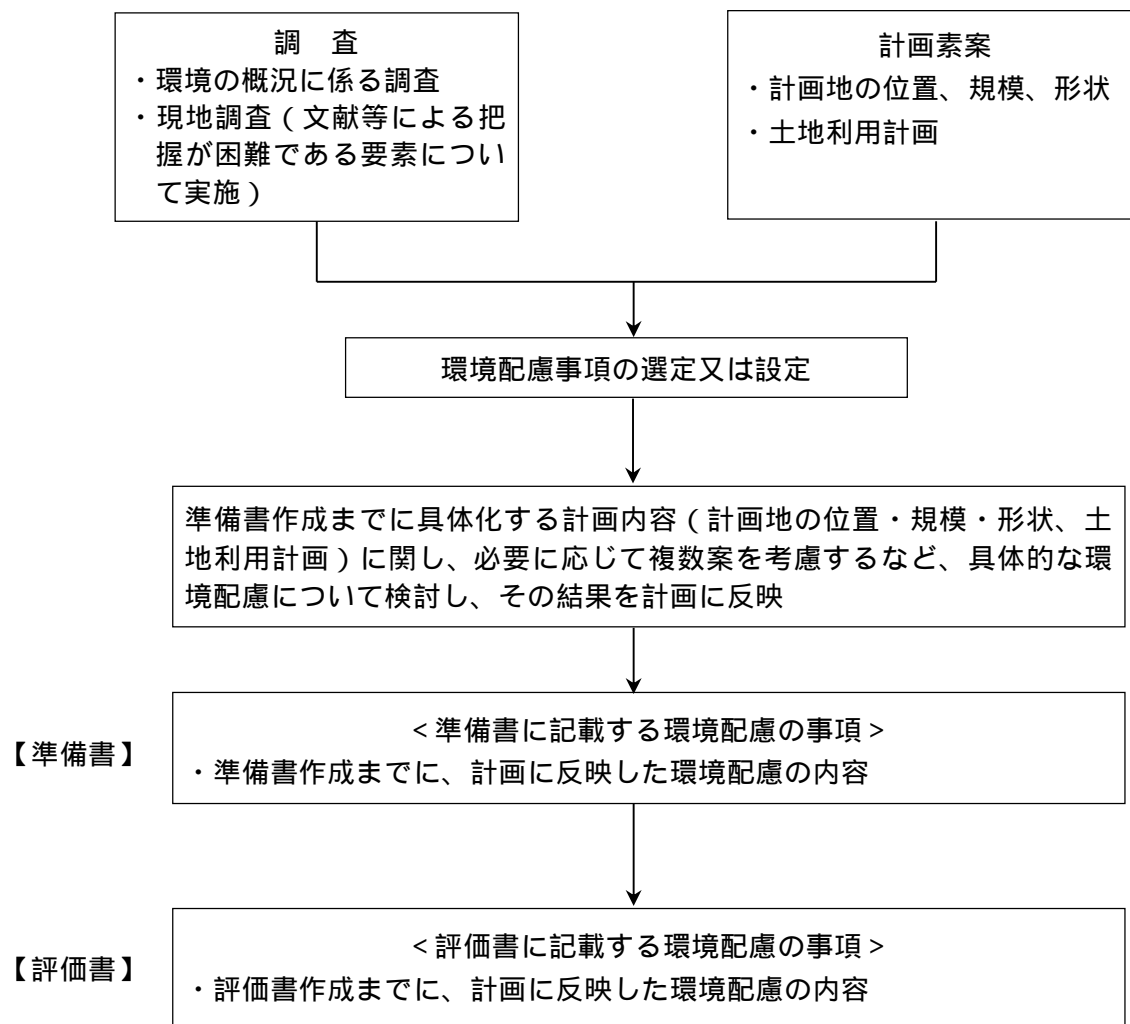 調　査
・環境の概況に係る調査
・現地調査（文献等による把
握が困難である要素につい
て実施）
計画素案
・計画地の位置、規模、形状
・土地利用計画
環境配慮事項の選定又は設定
準備書作成までに具体化する計画内容（計画地の位置・規模・形状、土
地利用計画）に関し、必要に応じて複数案を考慮するなど、具体的な環
境配慮について検討し、その結果を計画に反映
【準備書】
＜準備書に記載する環境配慮の事項＞
・準備書作成までに、計画に反映した環境配慮の内容
【評価書】
＜評価書に記載する環境配慮の事項＞
・評価書作成までに、計画に反映した環境配慮の内容